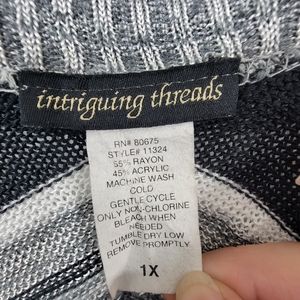 intriguing threads
RN# 80675
STYLE# 11324
55% RAYON
45% ACRYLIC
MACHINE WASH
COLD
GENTLE CYCLE
ONLY NON-CHLORINE
BLEACH WHEN
NEEDED
TUMBLE DRY LOW
REMOVE PROMPTLY
1X